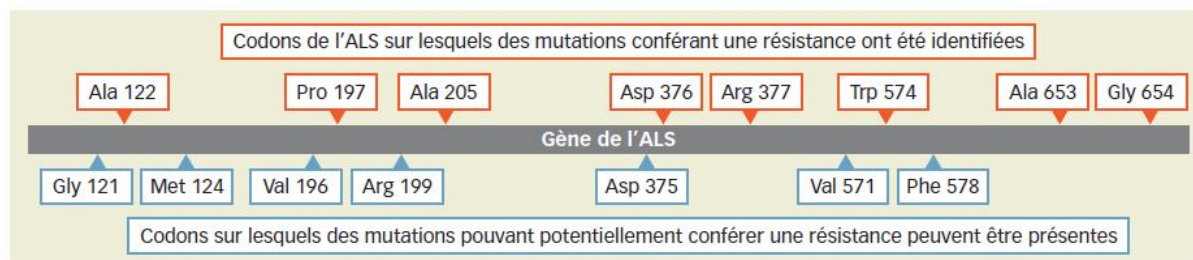 Codons de l'ALS sur lesquels des mutations conférant une résistance ont été identifiées
Ala 122 Pro 197 Ala 205 Asp 376 Arg 377 Trp 574 Ala 653 Gly 654
Gène de l'ALS
Gly 121 Met 124 Val 196 Arg 199 Asp 375 Val 571 Phe 578
Codons sur lesquels des mutations pouvant potentiellement conférer une résistance peuvent être présentes